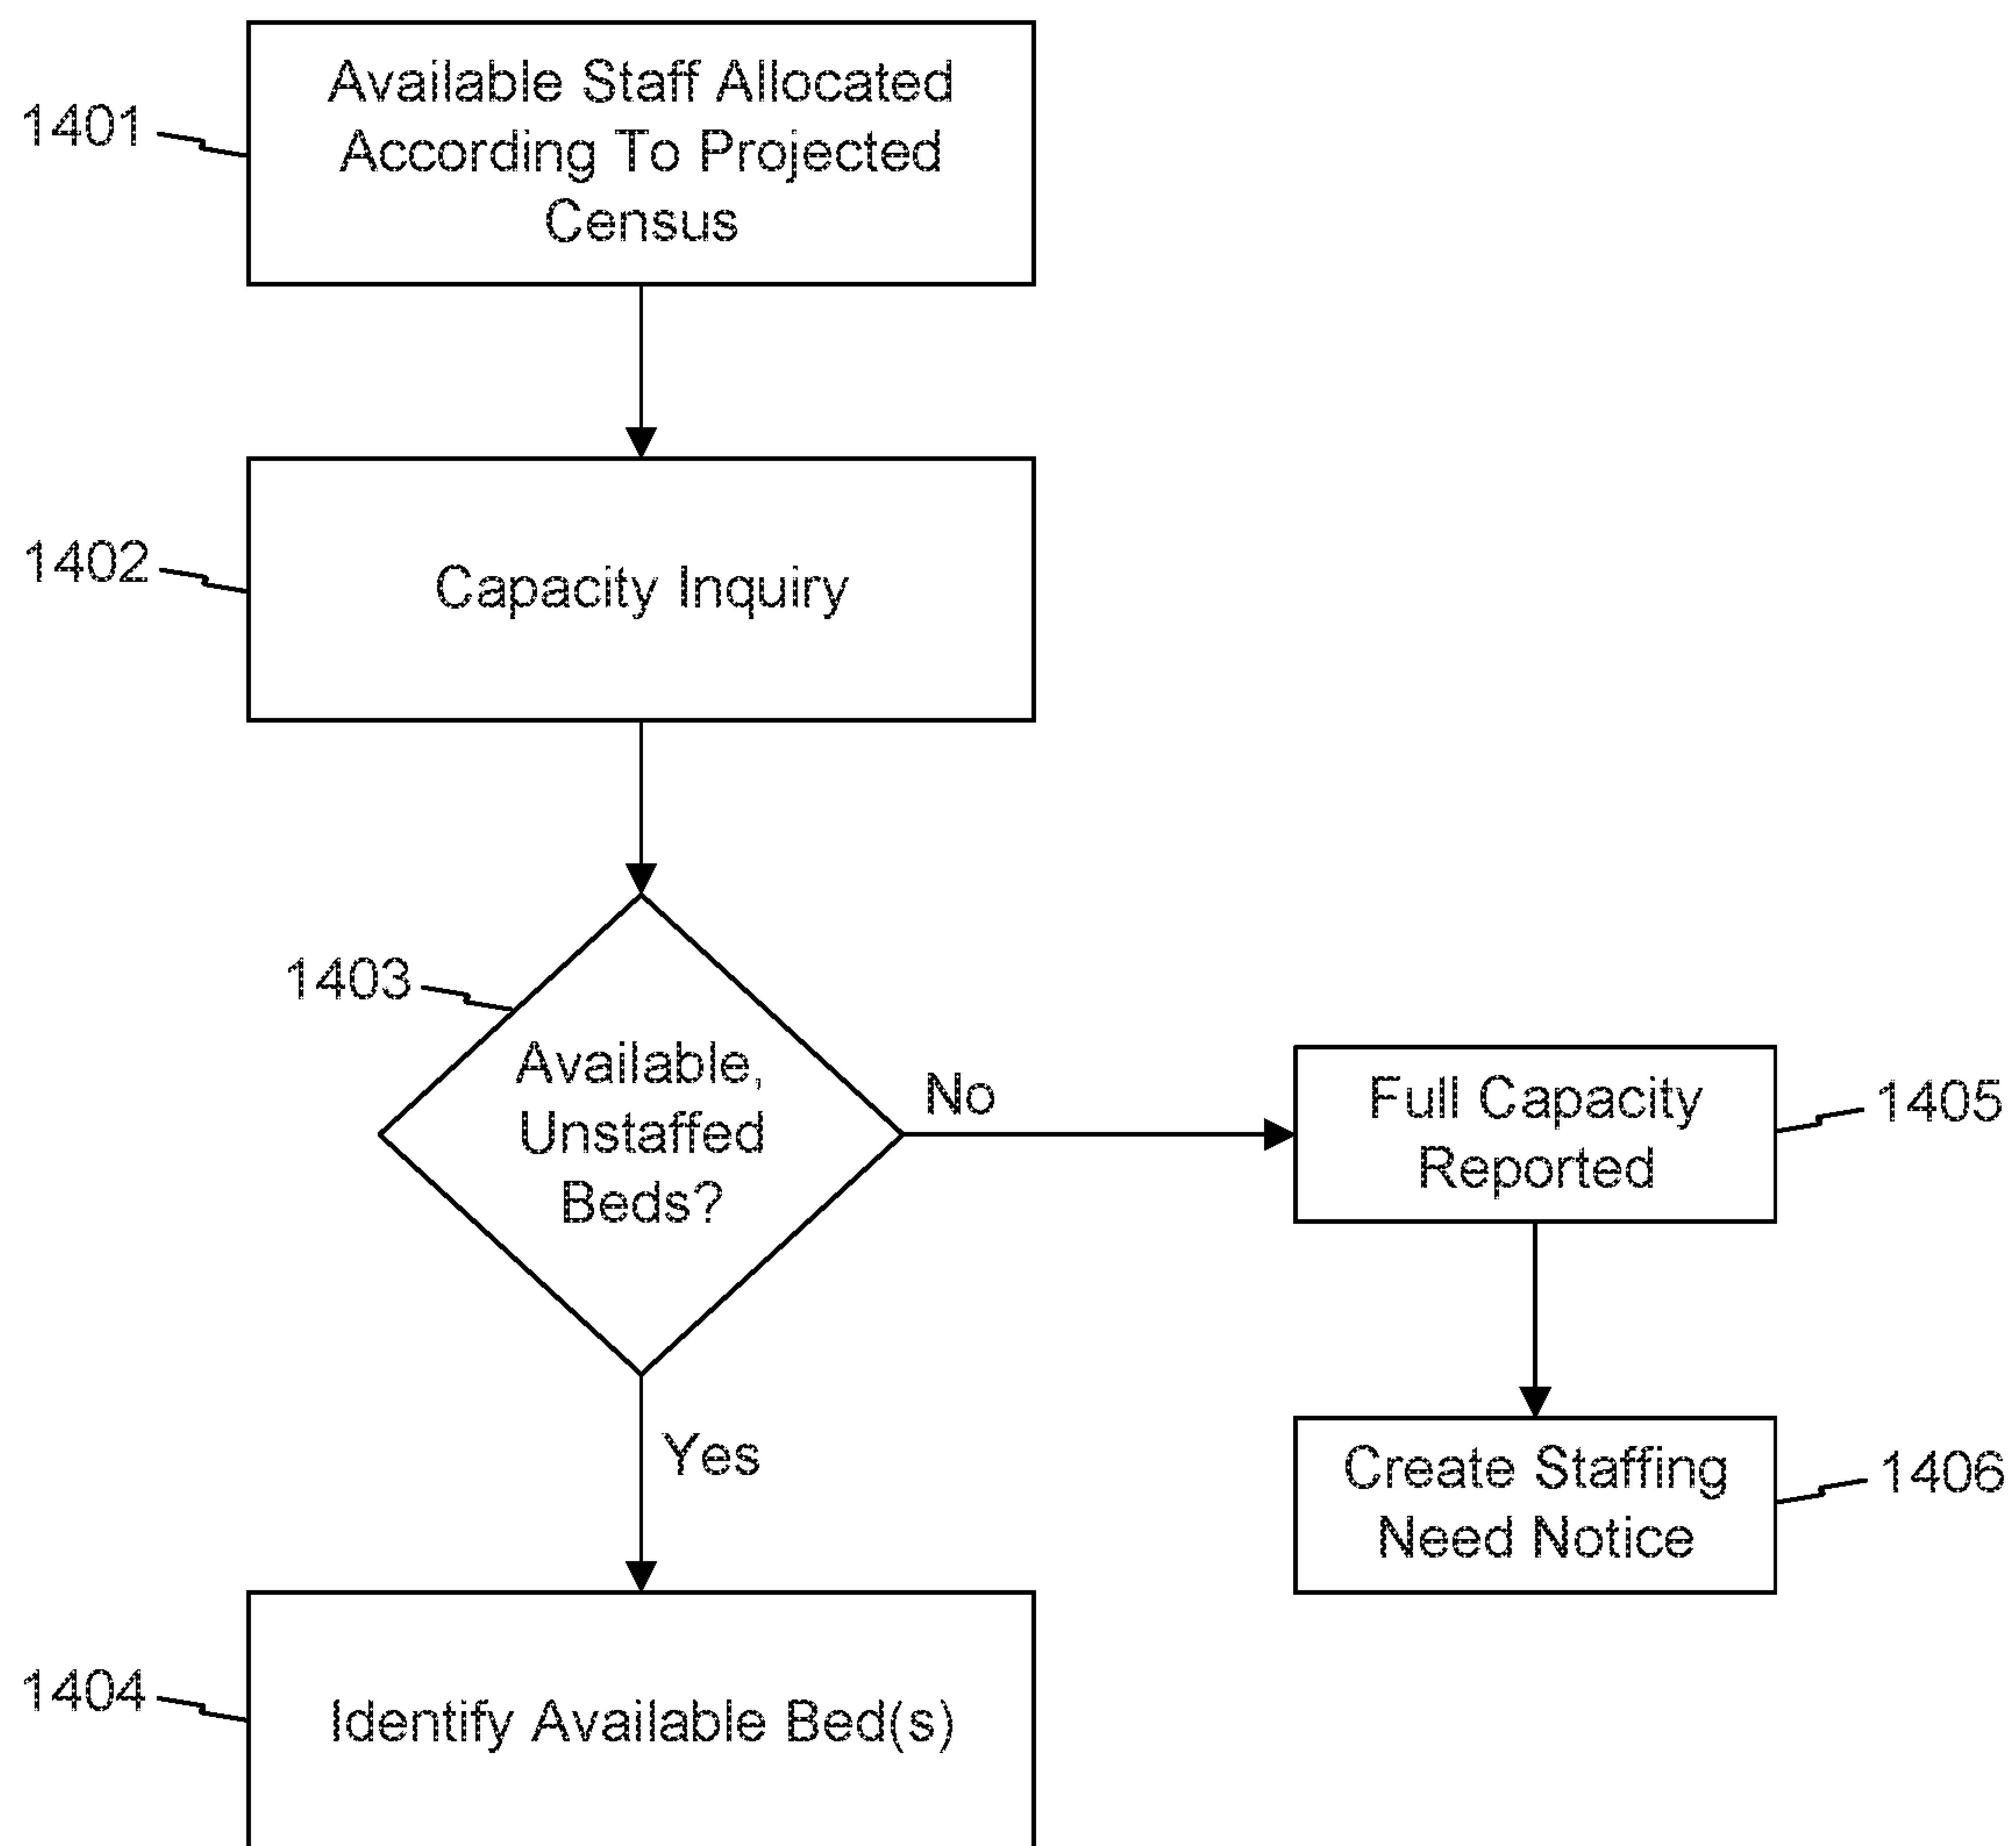 1401
Available Staff Allocated
According To Projected
Census
1402
Capacity Inquiry
1403
Available,
Unstaffed
Beds?
No
Full Capacity
Reported
1405
Yes
Create Staffing
Need Notice
1406
1404
Identify Available Bed(s)